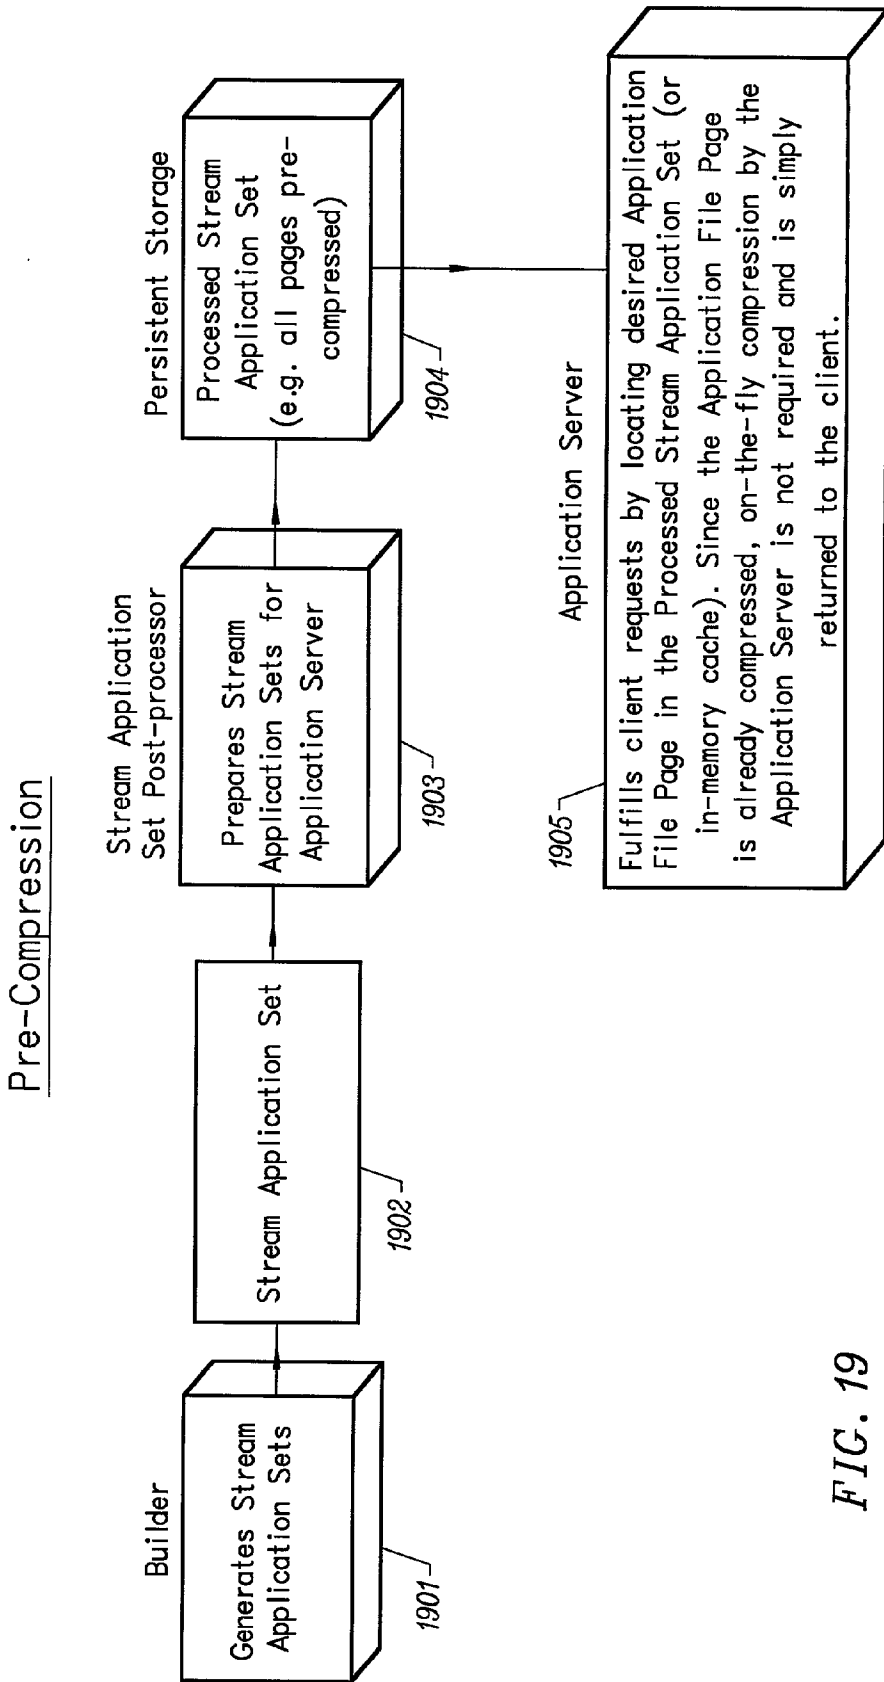 Pre-Compression
Builder
Generates Stream
Application Sets
1901
Stream Application Set
1902
Stream Application
Set Post-processor
Prepares Stream
Application Sets for
Application Server
1903
Persistent Storage
Processed Stream
Application Set
(e.g. all pages pre-
compressed)
1904
Application Server
1905
Fulfills client requests by locating desired Application
File Page in the Processed Stream Application Set (or
in-memory cache). Since the Application File Page
is already compressed, on-the-fly compression by the
Application Server is not required and is simply
returned to the client.
FIG. 19